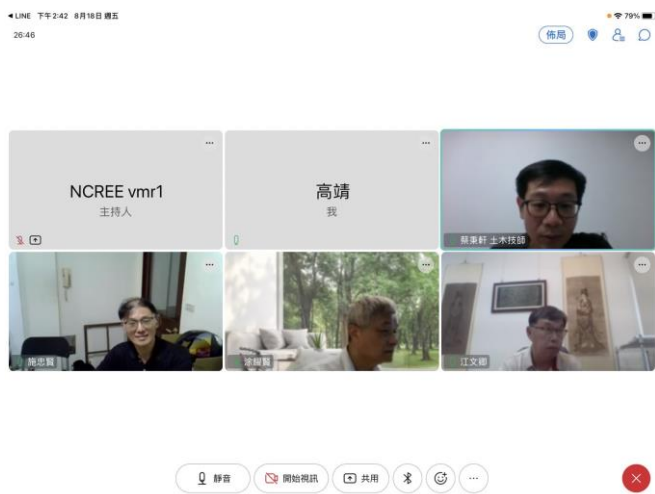 ◀ LINE 下午2:42 8月18日 週五
79%
26:46
佈局
NCREE vmr1
主持人
高靖
我
蔡秉軒 土木技師
施忠賢
涂耀賢
江文卿
靜音
開始視訊
共用